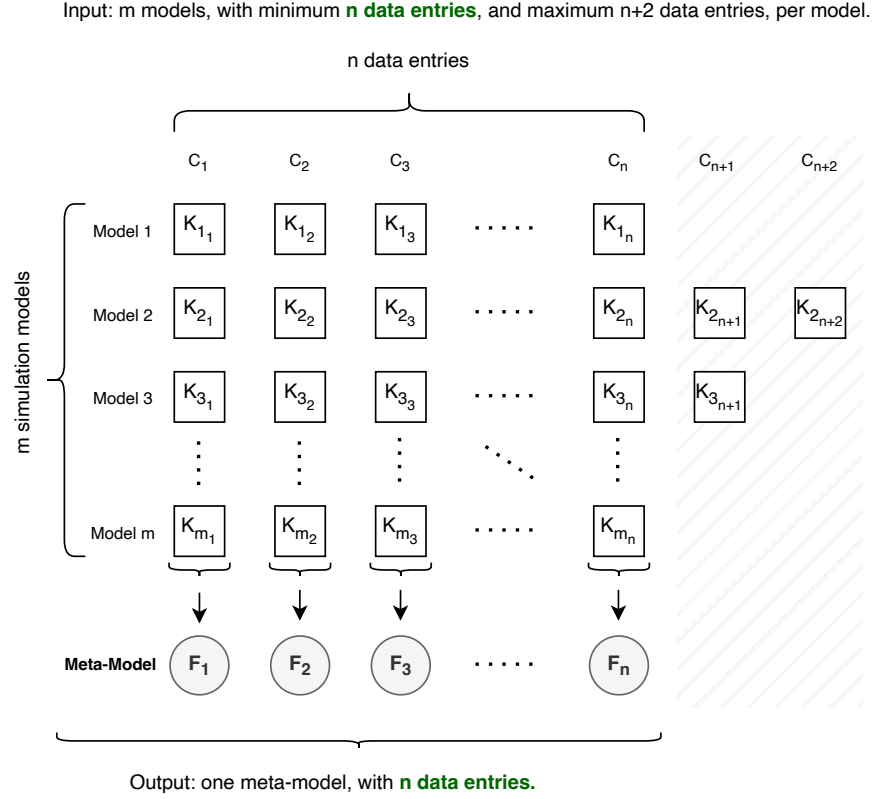 Input: m models, with minimum n data entries, and maximum n+2 data entries, per model.
n data entries
C₁ C₂ C₃ Cₙ Cₙ₊₁ Cₙ₊₂
m simulation models
Model 1 K₁₁ K₁₂ K₁₃ ..... K₁ₙ
Model 2 K₂₁ K₂₂ K₂₃ ..... K₂ₙ K₂ₙ₊₁ K₂ₙ₊₂
Model 3 K₃₁ K₃₂ K₃₃ ..... K₃ₙ K₃ₙ₊₁
Model m Kₘ₁ Kₘ₂ Kₘ₃ ..... Kₘₙ
Meta-Model F₁ F₂ F₃ ..... Fₙ
Output: one meta-model, with n data entries.